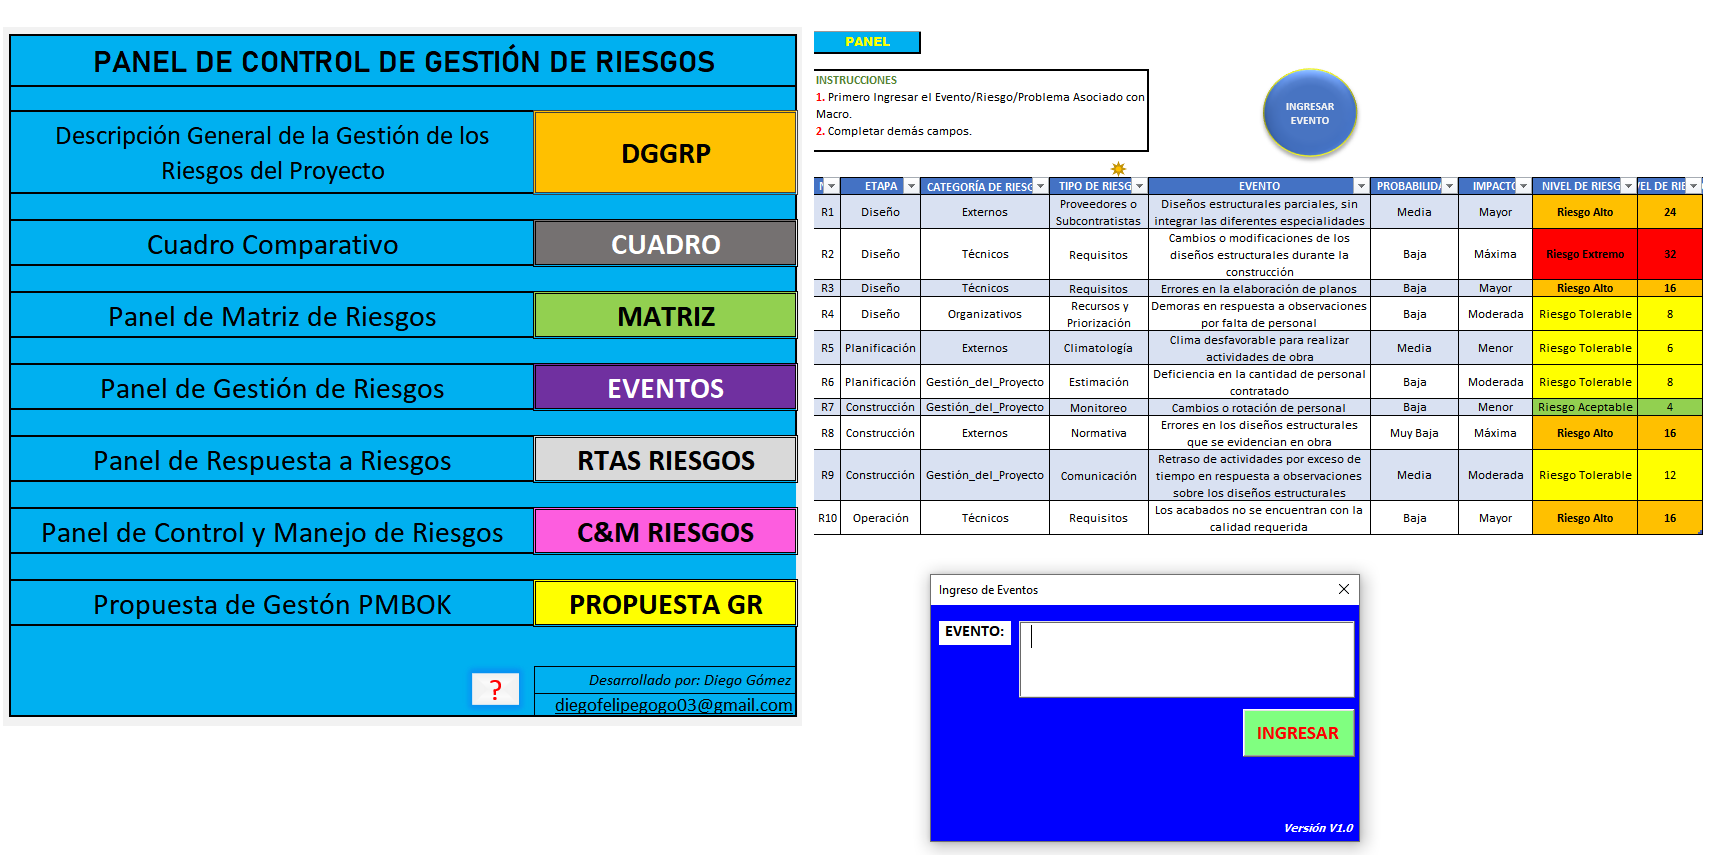 PANEL DE CONTROL DE GESTIÓN DE RIESGOS
Descripción General de la Gestión de los
Riesgos del Proyecto
DGGRP
Cuadro Comparativo
CUADRO
Panel de Matriz de Riesgos
MATRIZ
Panel de Gestión de Riesgos
EVENTOS
Panel de Respuesta a Riesgos
RTAS RIESGOS
Panel de Control y Manejo de Riesgos
C&M RIESGOS
Propuesta de Gestón PMBOK
PROPUESTA GR
?
Desarrollado por: Diego Gómez
diegofelipegogo03@gmail.com
PANEL
INSTRUCCIONES
1. Primero Ingresar el Evento/Riesgo/Problema Asociado con
Macro.
2. Completar demás campos.
INGRESAR
EVENTO
ETAPA CATEGORÍA DE RIESG TIPO DE RIESG EVENTO PROBABILIDA IMPACTO NIVEL DE RIESG VEL DE RIE
R1 Diseño Externos Proveedores o Subcontratistas Diseños estructurales parciales, sin integrar las diferentes especialidades Media Mayor Riesgo Alto 24
R2 Diseño Técnicos Requisitos Cambios o modificaciones de los diseños estructurales durante la construcción Baja Máxima Riesgo Extremo 32
R3 Diseño Técnicos Requisitos Errores en la elaboración de planos Baja Mayor Riesgo Alto 16
R4 Diseño Organizativos Recursos y Priorización Demoras en respuesta a observaciones por falta de personal Baja Moderada Riesgo Tolerable 8
R5 Planificación Externos Climatología Clima desfavorable para realizar actividades de obra Media Menor Riesgo Tolerable 6
R6 Planificación Gestión_del_Proyecto Estimación Deficiencia en la cantidad de personal contratado Baja Moderada Riesgo Tolerable 8
R7 Construcción Gestión_del_Proyecto Monitoreo Cambios o rotación de personal Baja Menor Riesgo Aceptable 4
R8 Construcción Externos Normativa Errores en los diseños estructurales que se evidencian en obra Muy Baja Máxima Riesgo Alto 16
R9 Construcción Gestión_del_Proyecto Comunicación Retraso de actividades por exceso de tiempo en respuesta a observaciones sobre los diseños estructurales Media Moderada Riesgo Tolerable 12
R10 Operación Técnicos Requisitos Los acabados no se encuentran con la calidad requerida Baja Mayor Riesgo Alto 16
Ingreso de Eventos
EVENTO:
INGRESAR
Versión V1.0